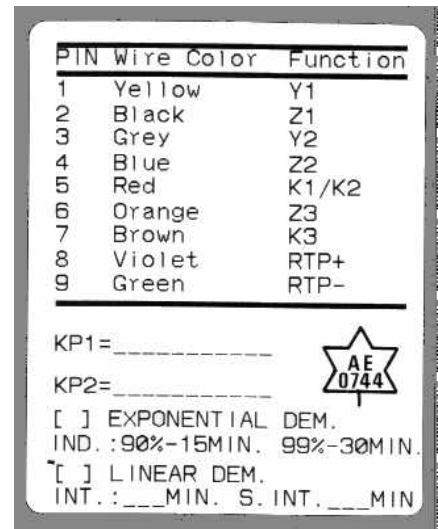 PIN Wire Color Function
1 Yellow Y1
2 Black Z1
3 Grey Y2
4 Blue Z2
5 Red K1/K2
6 Orange Z3
7 Brown K3
8 Violet RTP+
9 Green RTP-
KP1=___________
AE
KP2=___________
0744
[ ] EXPONENTIAL DEM.
IND.:90%-15MIN. 99%-30MIN.
[ ] LINEAR DEM.
INT.:___MIN. S.INT.___MIN